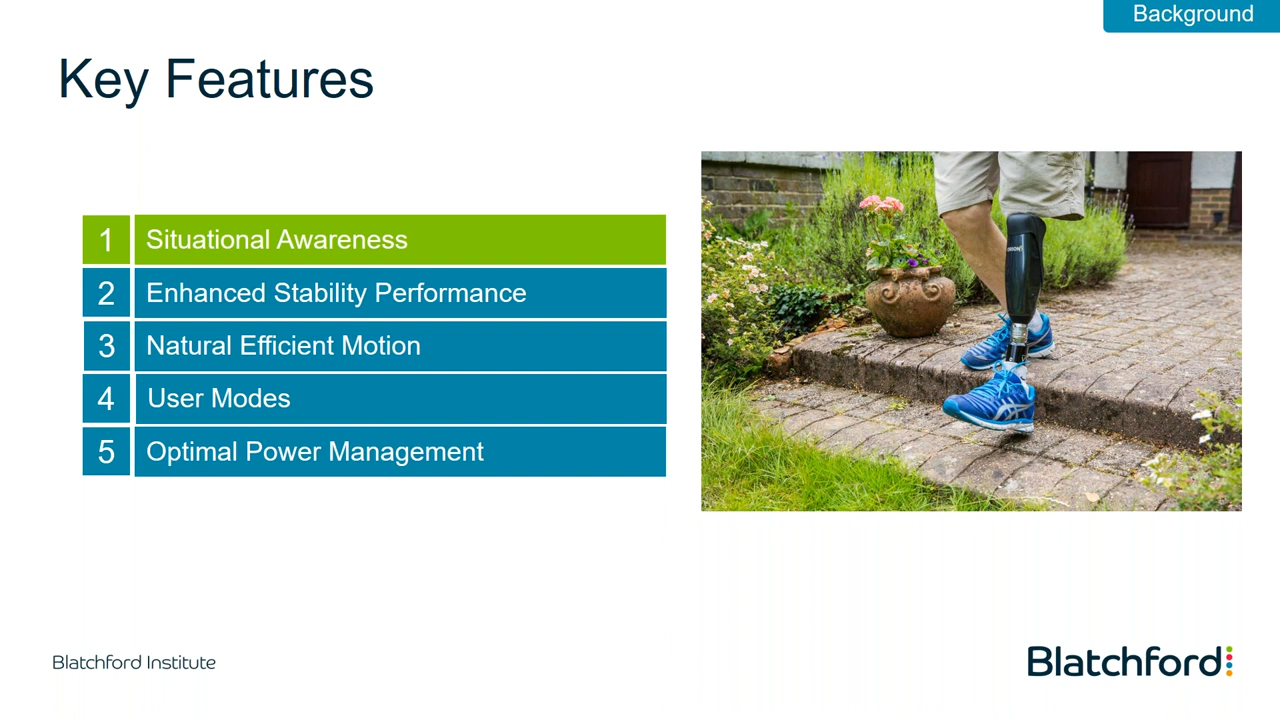 Background
Key Features
1 Situational Awareness
2 Enhanced Stability Performance
3 Natural Efficient Motion
4 User Modes
5 Optimal Power Management
Blatchford Institute
Blatchford